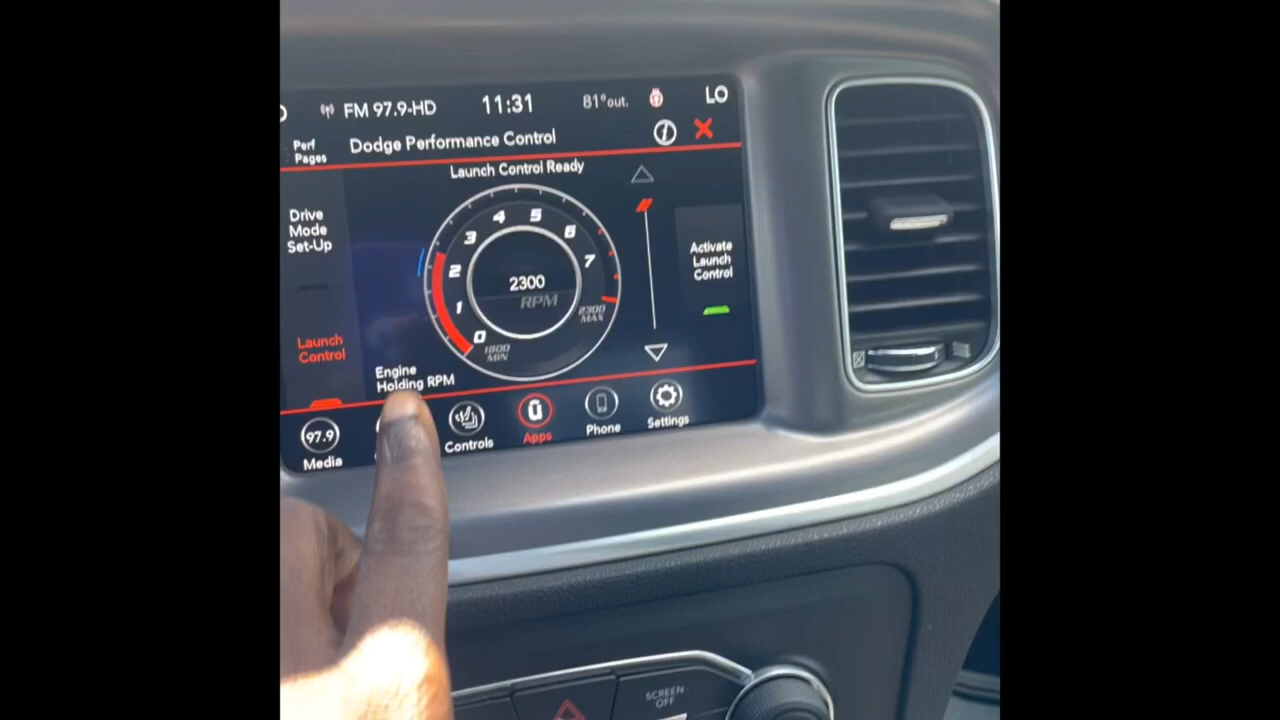 FM 97.9-HD 11:31 81°out. LO
Perf
Pages
Dodge Performance Control
i
Launch Control Ready
Drive
Mode
Set-Up
Launch
Control
0
1
2
3
4
5
6
7
2300
RPM
1800
MIN
2300
MAX
Engine
Holding RPM
Activate
Launch
Control
97.9
Media
Controls
Apps
Phone
Settings
SCREEN
OFF